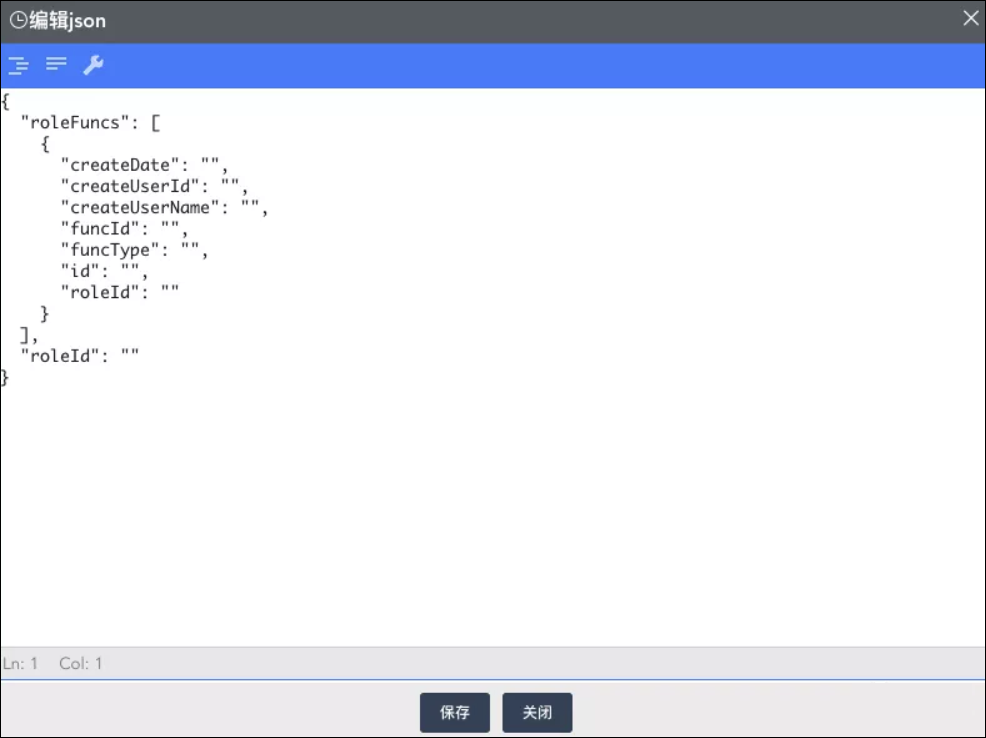 编辑json
{
  "roleFuncs": [
    {
      "createDate": "",
      "createUserId": "",
      "createUserName": "",
      "funcId": "",
      "funcType": "",
      "id": "",
      "roleId": ""
    }
  ],
  "roleId": ""
}
Ln: 1 Col: 1
保存 关闭